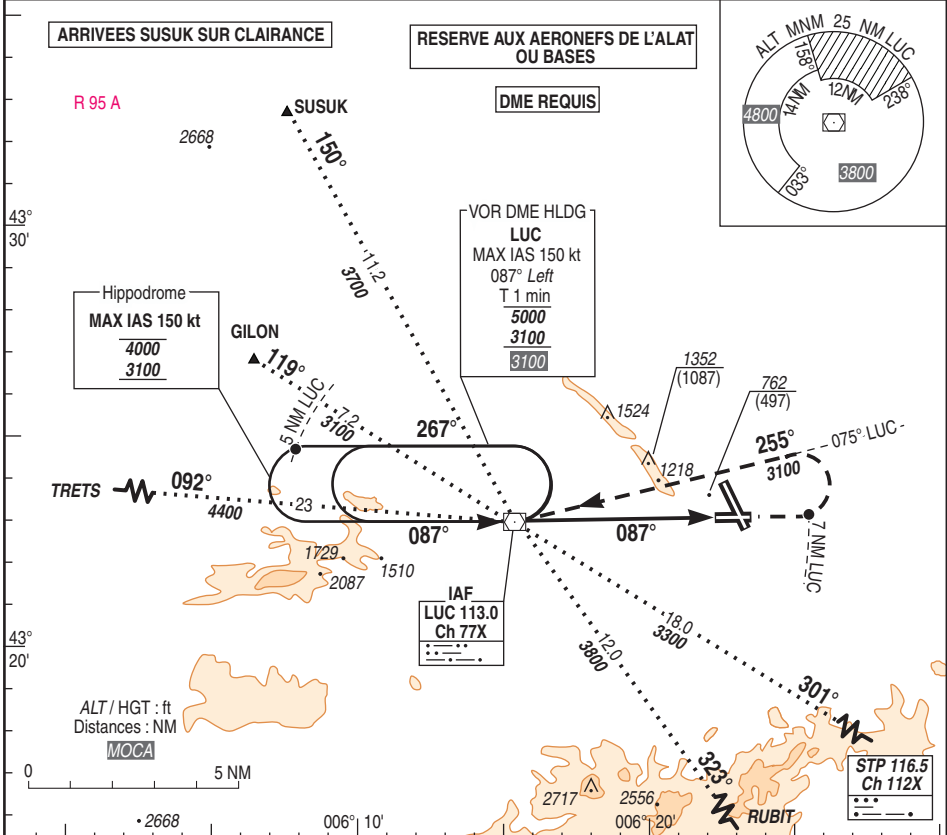 ARRIVEES SUSUK SUR CLAIRANCE
RESERVE AUX AERONEFS DE L'ALAT
OU BASES
DME REQUIS
ALT MNM 25 NM LUC
158°
238°
14NM
12NM
4800
3800
033°
R 95 A
2668
SUSUK
150°
11.2
3700
43°
30'
VOR DME HLDG
LUC
MAX IAS 150 kt
087° Left
T 1 min
5000
3100
3100
Hippodrome
MAX IAS 150 kt
4000
3100
GILON
119°
7.2
3100
5 NM LUC
267°
1524
1352
(1087)
762
(497)
1218
255°
075° LUC
3100
TRETS
092°
4400
23
087°
087°
7 NM LUC
1729
2087
1510
IAF
LUC 113.0
Ch 77X
18.0
3300
12.0
3800
301°
323°
43°
20'
ALT / HGT : ft
Distances : NM
MOCA
0
5 NM
STP 116.5
Ch 112X
2717
2556
RUBIT
2668
006° 10'
006° 20'